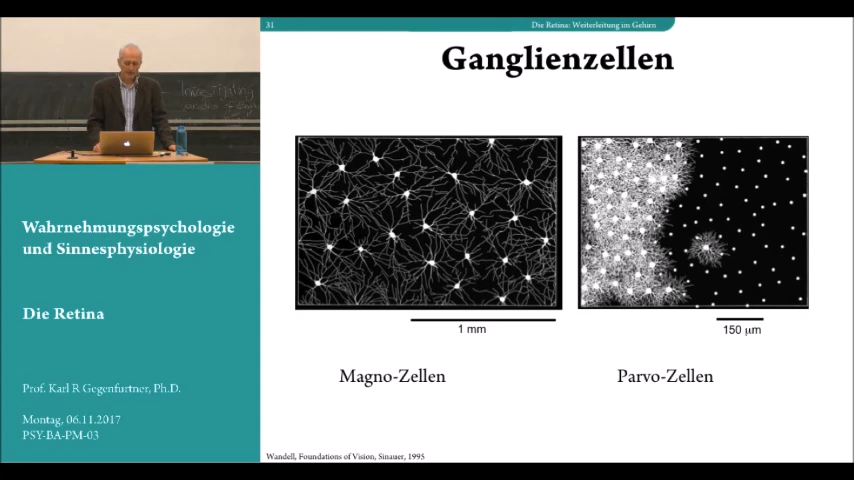 31
Die Retina: Weiterleitung im Gehirn
Ganglienzellen
Wahrnehmungspsychologie
und Sinnesphysiologie
Die Retina
1 mm
150 μm
Magno-Zellen
Parvo-Zellen
Prof. Karl R Gegenfurtner, Ph.D.
Montag, 06.11.2017
PSY-BA-PM-03
Wandell, Foundations of Vision, Sinauer, 1995